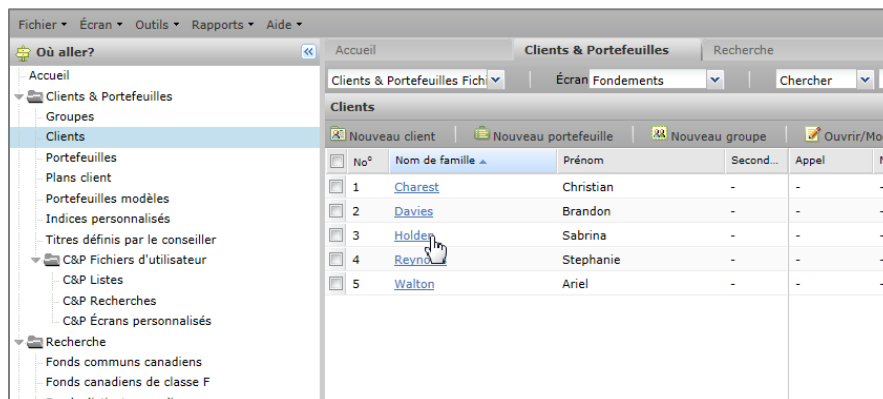 Fichier Écran Outils Rapports Aide
Où aller?
Accueil
Clients & Portefeuilles
Groupes
Clients
Portefeuilles
Plans client
Portefeuilles modèles
Indices personnalisés
Titres définis par le conseiller
C&P Fichiers d'utilisateur
C&P Listes
C&P Recherches
C&P Écrans personnalisés
Recherche
Fonds communs canadiens
Fonds canadiens de classe F
Accueil Clients & Portefeuilles Recherche
Clients & Portefeuilles Fichi Écran Fondements Chercher
Clients
Nouveau client Nouveau portefeuille Nouveau groupe Ouvrir/Mo
Noº Nom de famille Prénom Second... Appel
1 Charest Christian - - -
2 Davies Brandon - - -
3 Holden Sabrina - - -
4 Stephanie - - -
5 Walton Ariel - - -